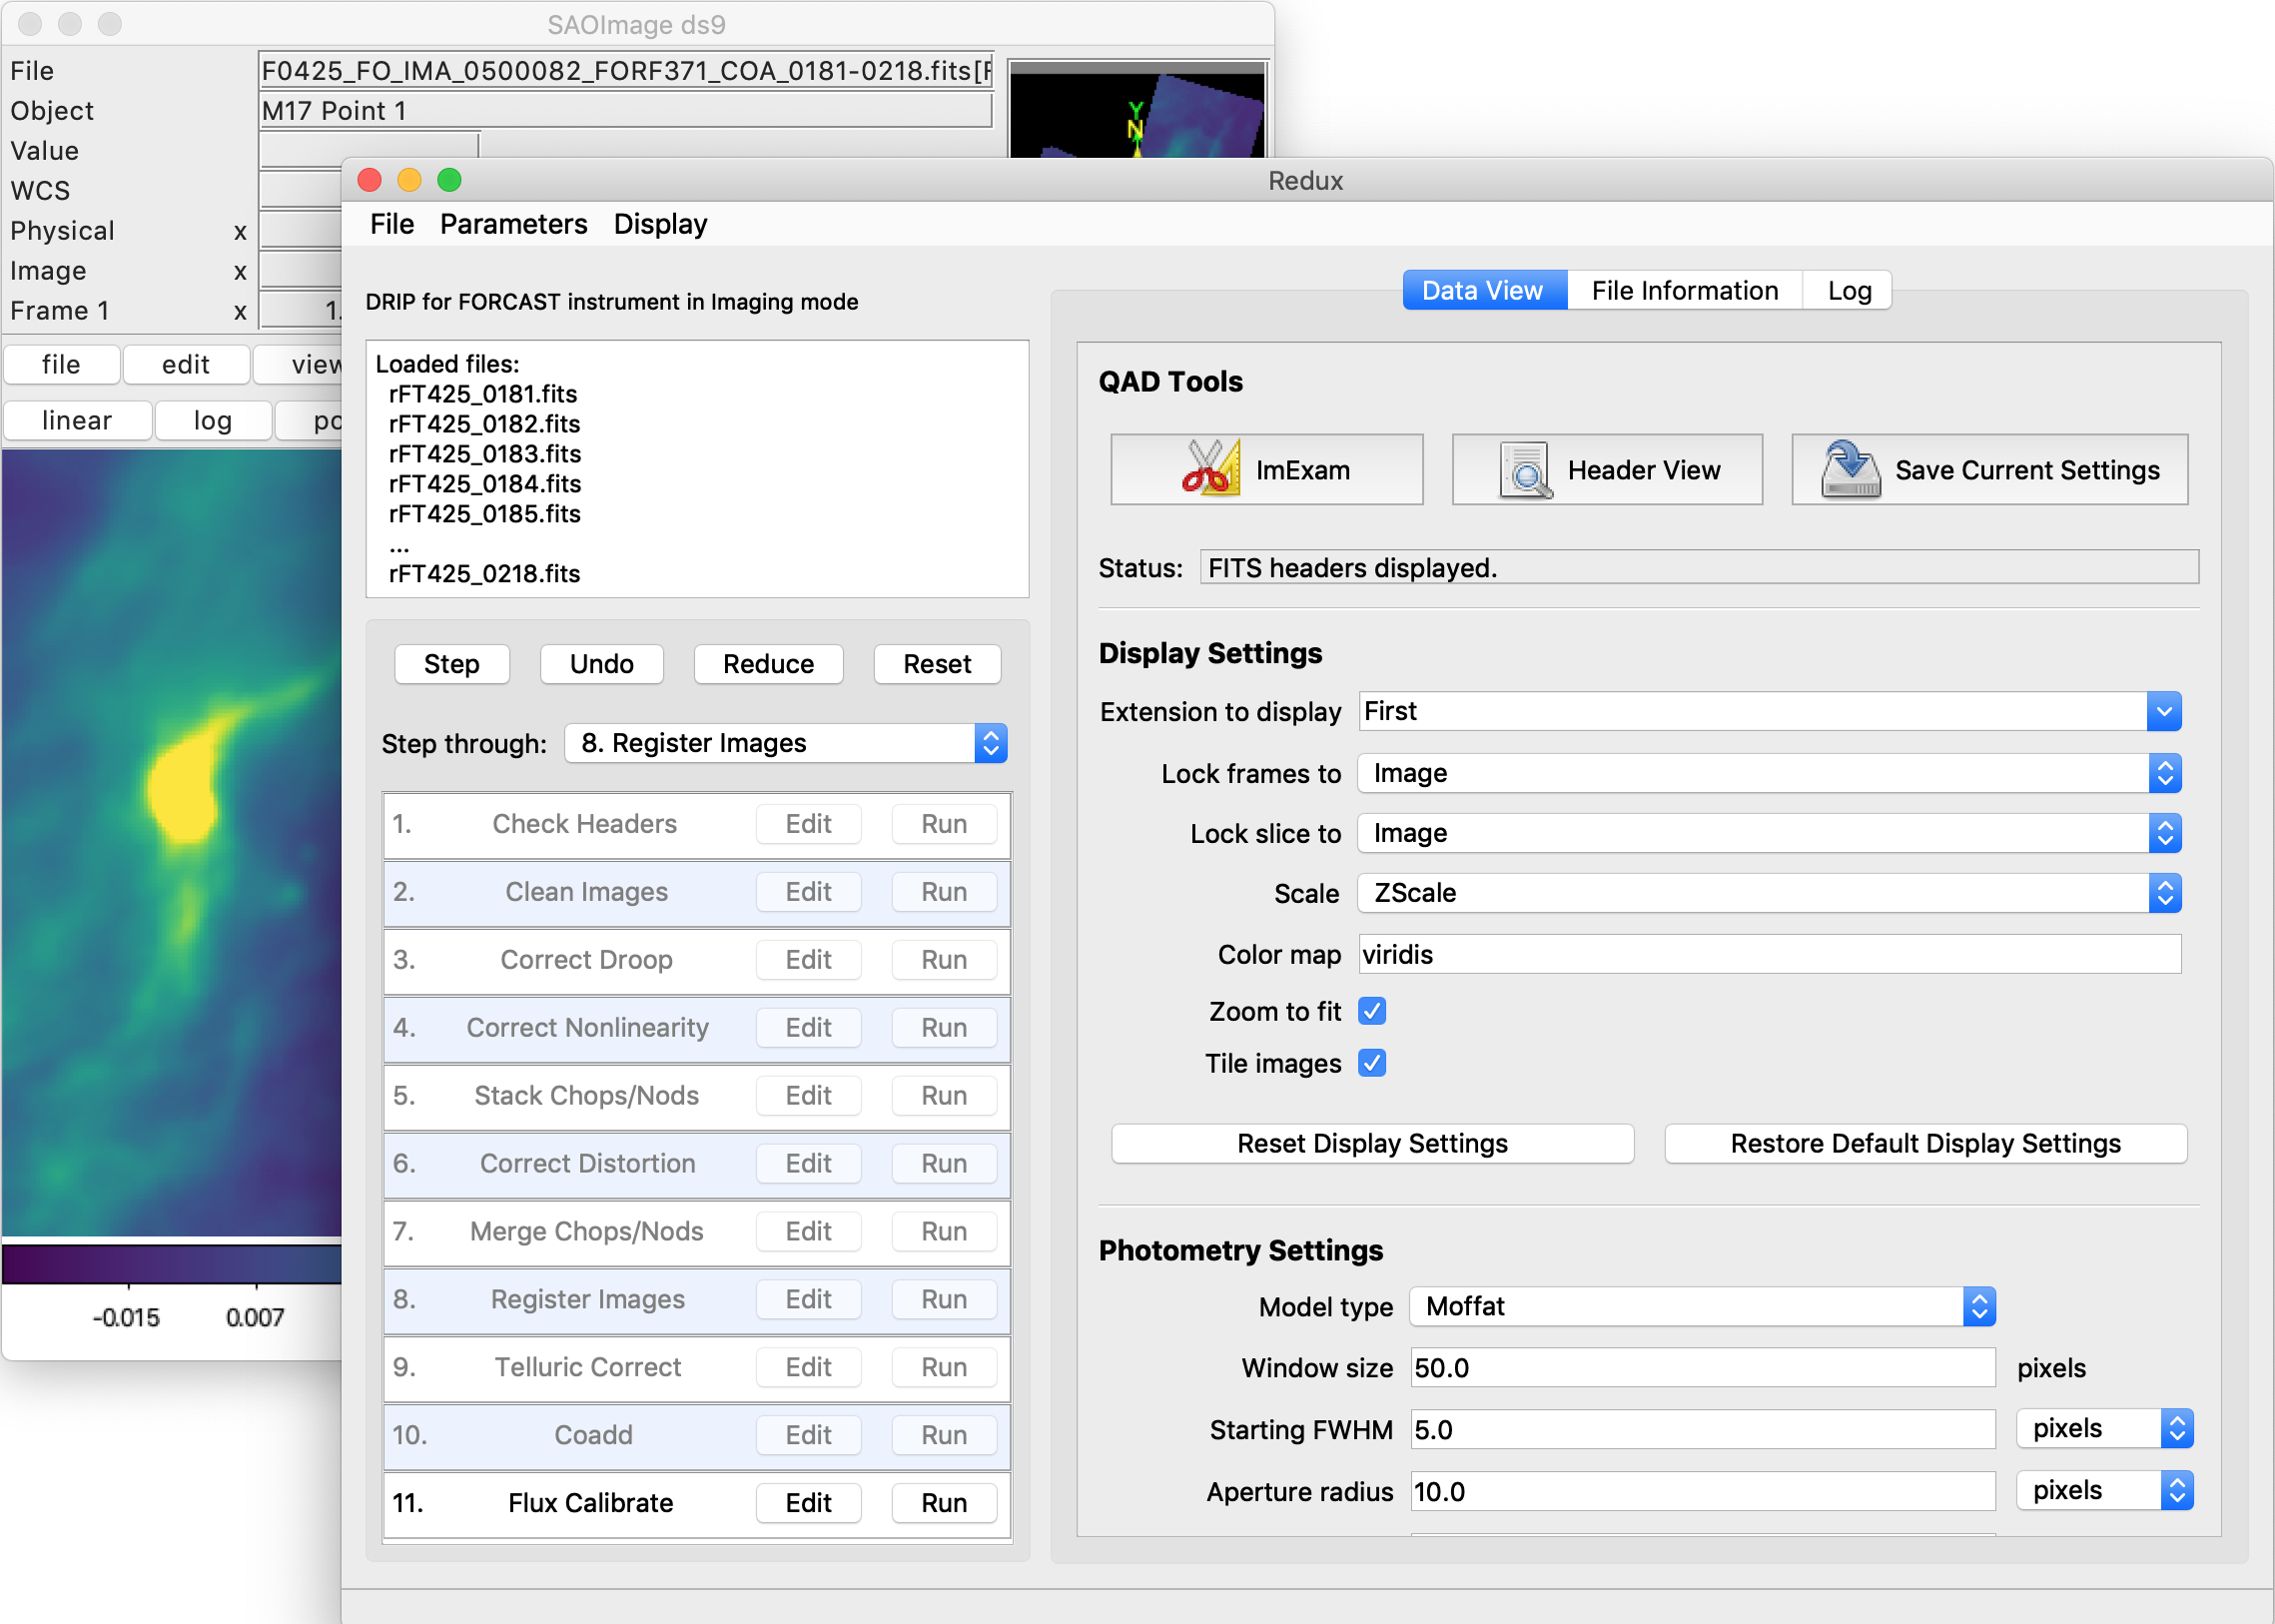 SAOImage ds9
File F0425_FO_IMA_0500082_FORF371_COA_0181-0218.fits[
Object M17 Point 1
Value
WCS
Physical x
Image x
Frame 1 x 1.
file edit view
linear log
Y
N
-0.015 0.007
Redux
File Parameters Display
DRIP for FORCAST instrument in Imaging mode
Loaded files:
rFT425_0181.fits
rFT425_0182.fits
rFT425_0183.fits
rFT425_0184.fits
rFT425_0185.fits
...
rFT425_0218.fits
Step Undo Reduce Reset
Step through: 8. Register Images
1. Check Headers Edit Run
2. Clean Images Edit Run
3. Correct Droop Edit Run
4. Correct Nonlinearity Edit Run
5. Stack Chops/Nods Edit Run
6. Correct Distortion Edit Run
7. Merge Chops/Nods Edit Run
8. Register Images Edit Run
9. Telluric Correct Edit Run
10. Coadd Edit Run
11. Flux Calibrate Edit Run
Data View File Information Log
QAD Tools
ImExam Header View Save Current Settings
Status: FITS headers displayed.
Display Settings
Extension to display First
Lock frames to Image
Lock slice to Image
Scale ZScale
Color map viridis
Zoom to fit
Tile images
Reset Display Settings Restore Default Display Settings
Photometry Settings
Model type Moffat
Window size 50.0 pixels
Starting FWHM 5.0 pixels
Aperture radius 10.0 pixels